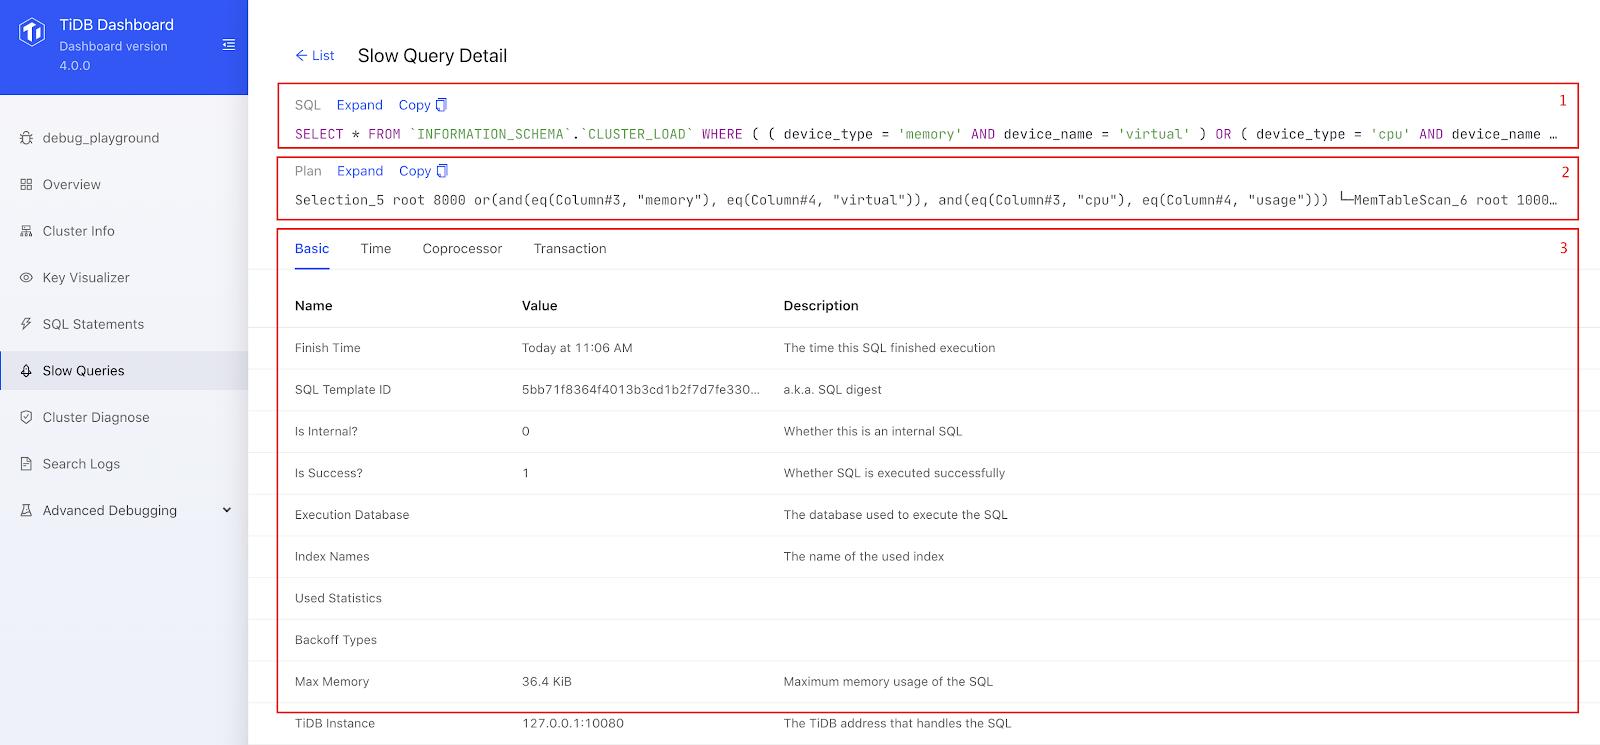 TiDB Dashboard
Dashboard version
4.0.0
debug_playground
Overview
Cluster Info
Key Visualizer
SQL Statements
Slow Queries
Cluster Diagnose
Search Logs
Advanced Debugging
← List Slow Query Detail
SQL Expand Copy 1
SELECT * FROM `INFORMATION_SCHEMA`.`CLUSTER_LOAD` WHERE ( ( device_type = 'memory' AND device_name = 'virtual' ) OR ( device_type = 'cpu' AND device_name …
Plan Expand Copy 2
Selection_5 root 8000 or(and(eq(Column#3, "memory"), eq(Column#4, "virtual")), and(eq(Column#3, "cpu"), eq(Column#4, "usage"))) └─MemTableScan_6 root 1000…
Basic Time Coprocessor Transaction 3
Name Value Description
Finish Time Today at 11:06 AM The time this SQL finished execution
SQL Template ID 5bb71f8364f4013b3cd1b2f7d7fe330… a.k.a. SQL digest
Is Internal? 0 Whether this is an internal SQL
Is Success? 1 Whether SQL is executed successfully
Execution Database The database used to execute the SQL
Index Names The name of the used index
Used Statistics
Backoff Types
Max Memory 36.4 KiB Maximum memory usage of the SQL
TiDB Instance 127.0.0.1:10080 The TiDB address that handles the SQL